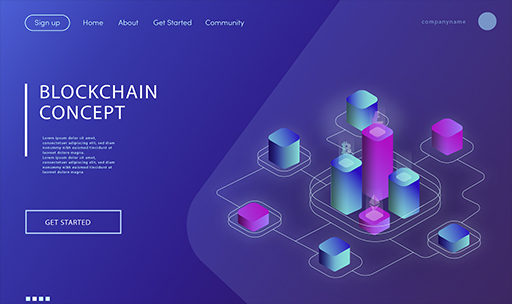 Sign up
Home
About
Get Started
Community
companyname
BLOCKCHAIN
CONCEPT
Lorem ipsum dolor sit amet,
consectetuer adipiscing elit,
nonummy nibh euismod tincidunt ut
laoreet dolore magna.
Lorem ipsum dolor sit amet,
consectetuer adipiscing elit, sed diam
nonummy nibh euismod tincidunt ut
laoreet dolore magna.
GET STARTED